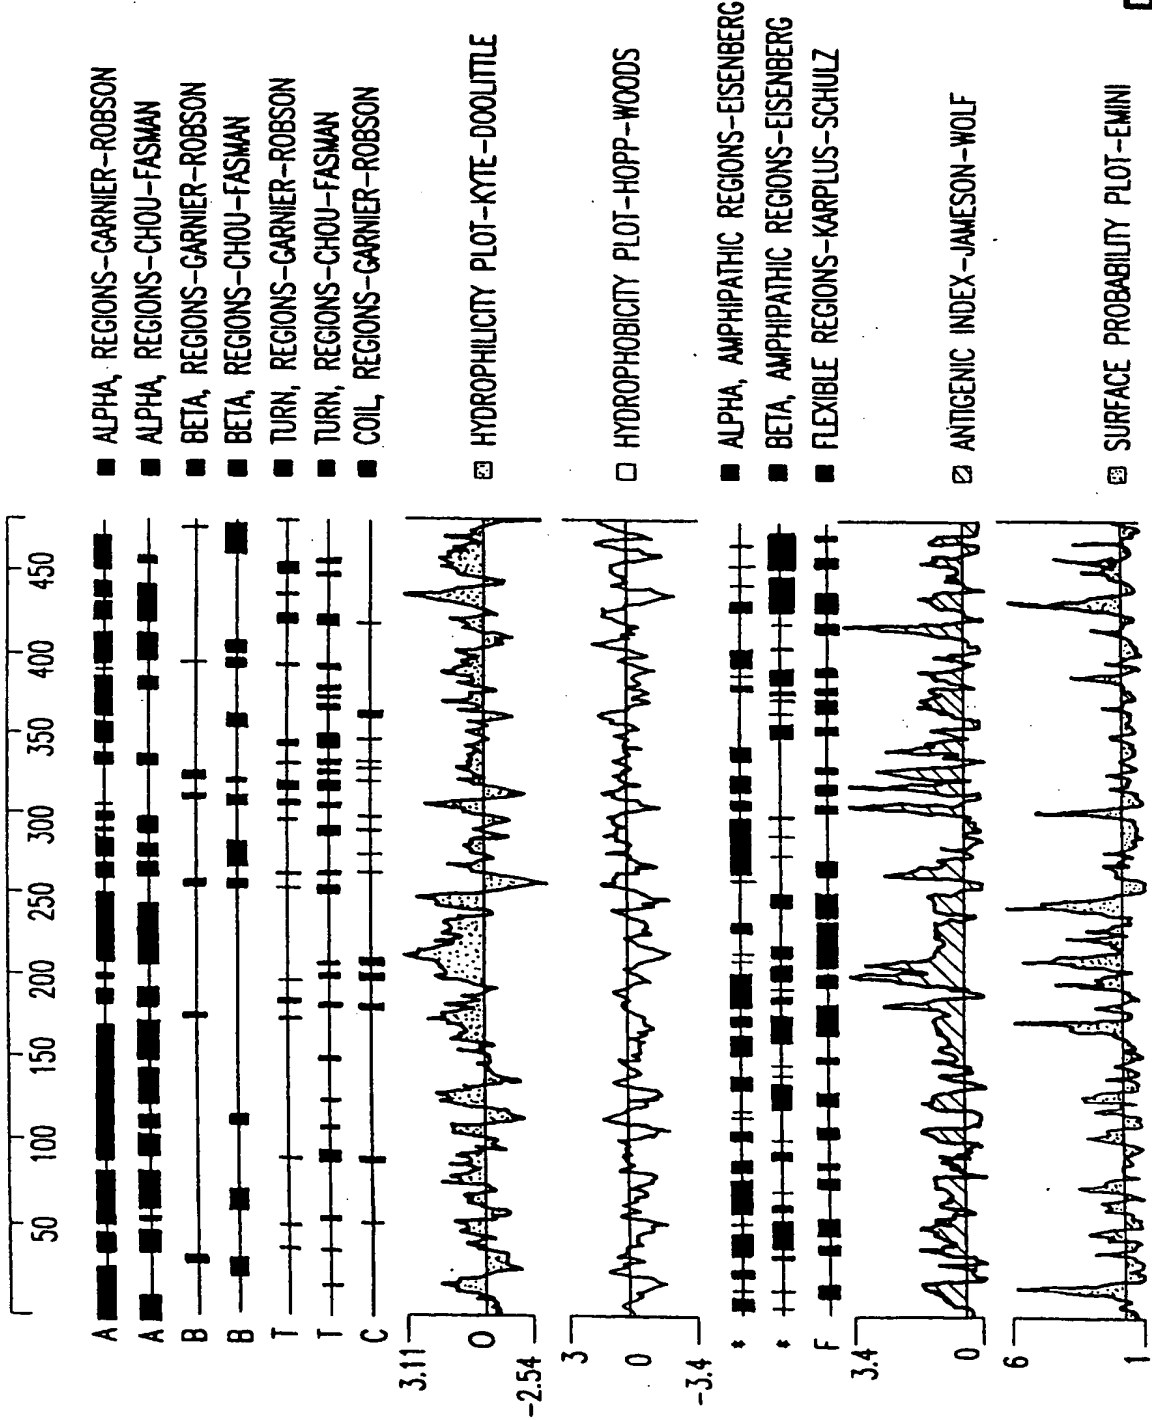 50 100 150 200 250 300 350 400 450
A ALPHA, REGIONS-GARNIER-ROBSON
A ALPHA, REGIONS-CHOU-FASMAN
B BETA, REGIONS-GARNIER-ROBSON
B BETA, REGIONS-CHOU-FASMAN
T TURN, REGIONS-GARNIER-ROBSON
T TURN, REGIONS-CHOU-FASMAN
C COIL, REGIONS-GARNIER-ROBSON
3.11
0 HYDROPHILICITY PLOT-KYTE-DOOLITTLE
-2.54
3
0 HYDROPHOBICITY PLOT-HOPP-WOODS
-3.4
* ALPHA, AMPHIPATHIC REGIONS-EISENBERG
* BETA, AMPHIPATHIC REGIONS-EISENBERG
F FLEXIBLE REGIONS-KARPLUS-SCHULZ
3.4
0 ANTIGENIC INDEX-JAMESON-WOLF
6
SURFACE PROBABILITY PLOT-EMINI
1